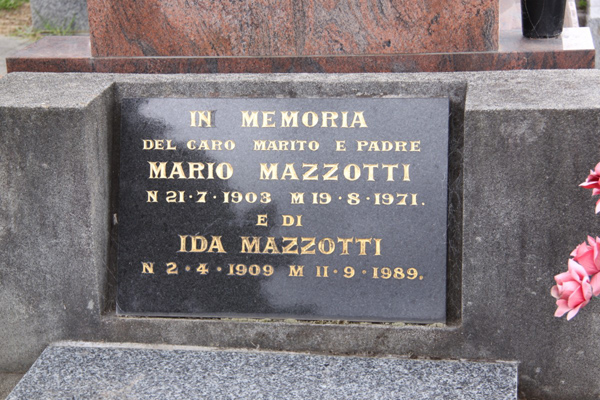 IN MEMORIA
DEL CARO MARITO E PADRE
MARIO MAZZOTTI
N 21·7·1903 M 19·8·1971.
E DI
IDA MAZZOTTI
N 2·4·1909 M 11·9·1989.